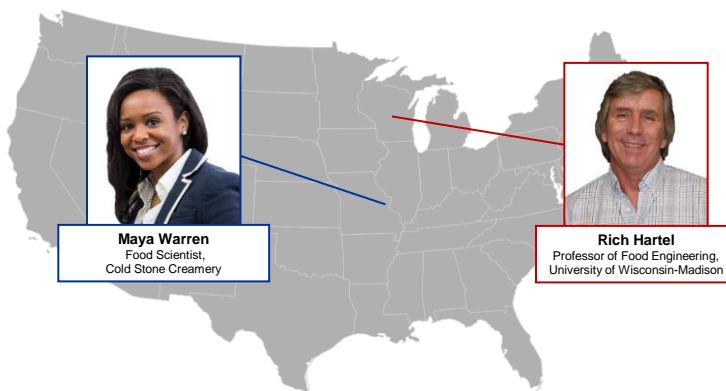 Maya Warren
Food Scientist,
Cold Stone Creamery
Rich Hartel
Professor of Food Engineering,
University of Wisconsin-Madison